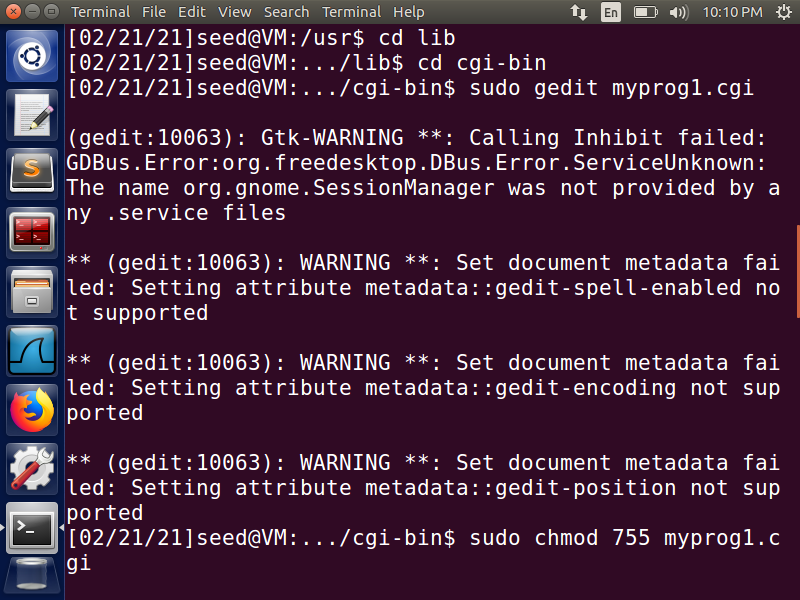 Terminal File Edit View Search Terminal Help En 10:10 PM
[02/21/21]seed@VM:/usr$ cd lib
[02/21/21]seed@VM:.../lib$ cd cgi-bin
[02/21/21]seed@VM:.../cgi-bin$ sudo gedit myprog1.cgi
(gedit:10063): Gtk-WARNING **: Calling Inhibit failed:
GDBus.Error:org.freedesktop.DBus.Error.ServiceUnknown:
The name org.gnome.SessionManager was not provided by a
ny .service files
** (gedit:10063): WARNING **: Set document metadata fai
led: Setting attribute metadata::gedit-spell-enabled no
t supported
** (gedit:10063): WARNING **: Set document metadata fai
led: Setting attribute metadata::gedit-encoding not sup
ported
** (gedit:10063): WARNING **: Set document metadata fai
led: Setting attribute metadata::gedit-position not sup
ported
[02/21/21]seed@VM:.../cgi-bin$ sudo chmod 755 myprog1.c
gi